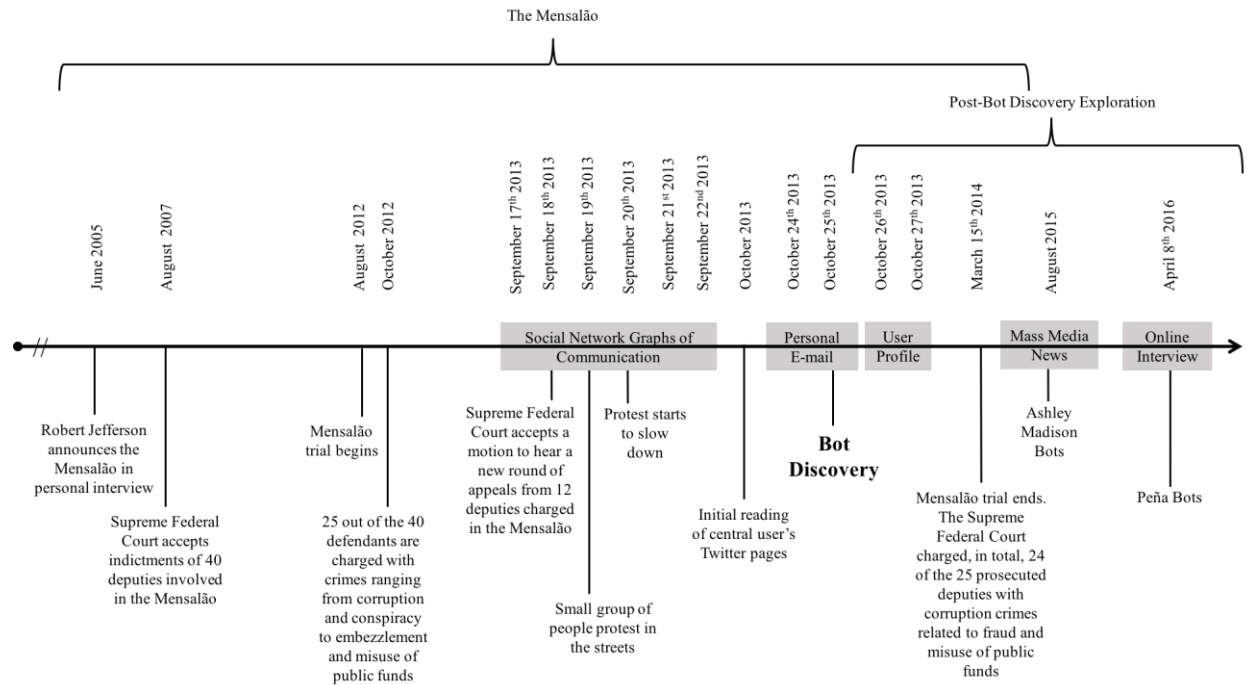 The Mensalão
Post-Bot Discovery Exploration
June 2005
August 2007
August 2012
October 2012
September 17th 2013
September 18th 2013
September 19th 2013
September 20th 2013
September 21st 2013
September 22nd 2013
October 2013
October 24th 2013
October 25th 2013
October 26th 2013
October 27th 2013
March 15th 2014
August 2015
April 8th 2016
Social Network Graphs of
Communication
Personal
E-mail
User
Profile
Mass Media
News
Online
Interview
Robert Jefferson
announces the
Mensalão in
personal interview
Supreme Federal
Court accepts
indictments of 40
deputies involved
in the Mensalão
Mensalão
trial begins
25 out of the 40
defendants are
charged with
crimes ranging
from corruption
and conspiracy
to embezzlement
and misuse of
public funds
Supreme Federal
Court accepts a
motion to hear a
new round of
appeals from 12
deputies charged
in the Mensalão
Small group of
people protest in
the streets
Protest starts
to slow
down
Initial reading
of central user's
Twitter pages
Bot
Discovery
Mensalão trial ends.
The Supreme
Federal Court
charged, in total, 24
of the 25 prosecuted
deputies with
corruption crimes
related to fraud and
misuse of public
funds
Ashley
Madison
Bots
Peña Bots